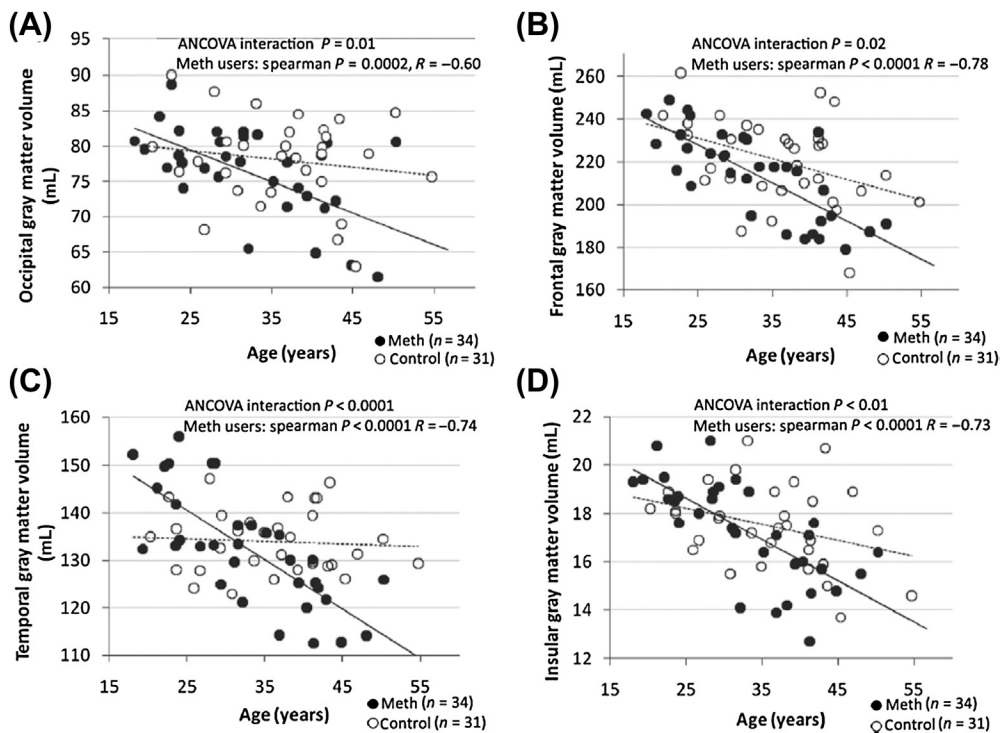 (A)
ANCOVA interaction P = 0.01
Meth users: spearman P = 0.0002, R = −0.60
Occipital gray matter volume
(mL)
95
90
85
80
75
70
65
60
15 25 35 45 55
Age (years)
Meth (n = 34)
Control (n = 31)
(B)
ANCOVA interaction P = 0.02
Meth users: spearman P < 0.0001 R = −0.78
Frontal gray matter volume (mL)
260
240
220
200
180
160
15 25 35 45 55
Age (years)
Meth (n = 34)
Control (n = 31)
(C)
ANCOVA interaction P < 0.0001
Meth users: spearman P < 0.0001 R = −0.74
Temporal gray matter volume
(mL)
160
150
140
130
120
110
15 25 35 45 55
Age (years)
Meth (n = 34)
Control (n = 31)
(D)
ANCOVA interaction P < 0.01
Meth users: spearman P < 0.0001 R = −0.73
Insular gray matter volume (mL)
22
20
18
16
14
12
15 25 35 45 55
Age (years)
Meth (n = 34)
Control (n = 31)